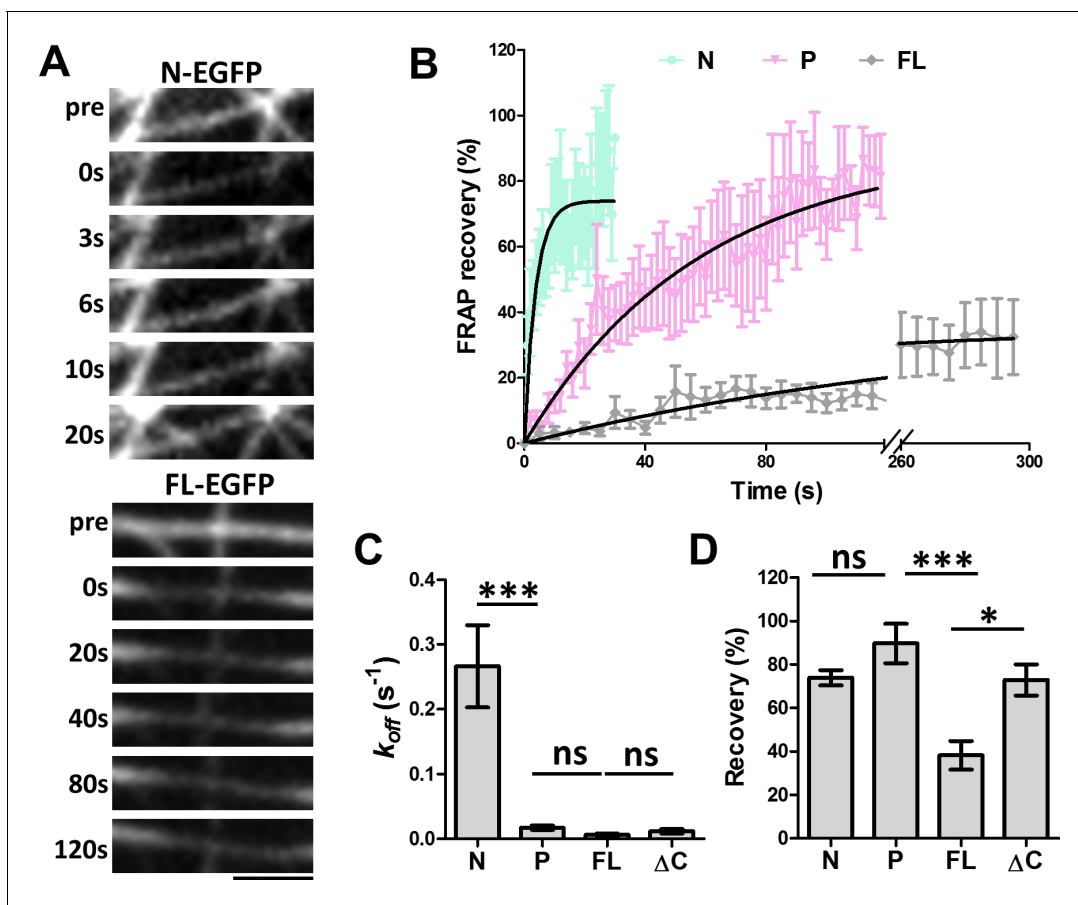 A
N-EGFP
pre
0s
3s
6s
10s
20s
FL-EGFP
pre
0s
20s
40s
80s
120s
B
N P FL
FRAP recovery (%)
120
100
80
60
40
20
0
0 40 80 260 300
Time (s)
C
koff (s-1)
0.4
0.3
0.2
0.1
0.0
***
ns ns
N P FL ΔC
D
Recovery (%)
120
100
80
60
40
20
0
ns ***
*
N P FL ΔC